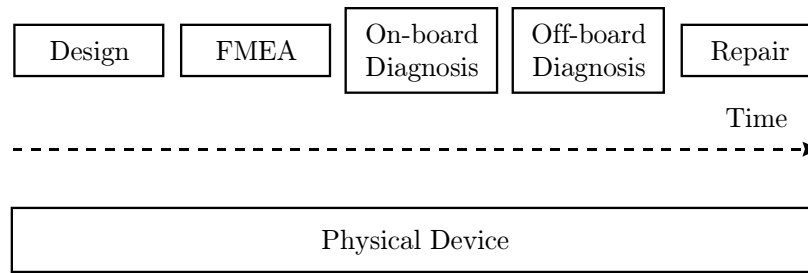 Design
FMEA
On-board
Diagnosis
Off-board
Diagnosis
Repair
Time
Physical Device